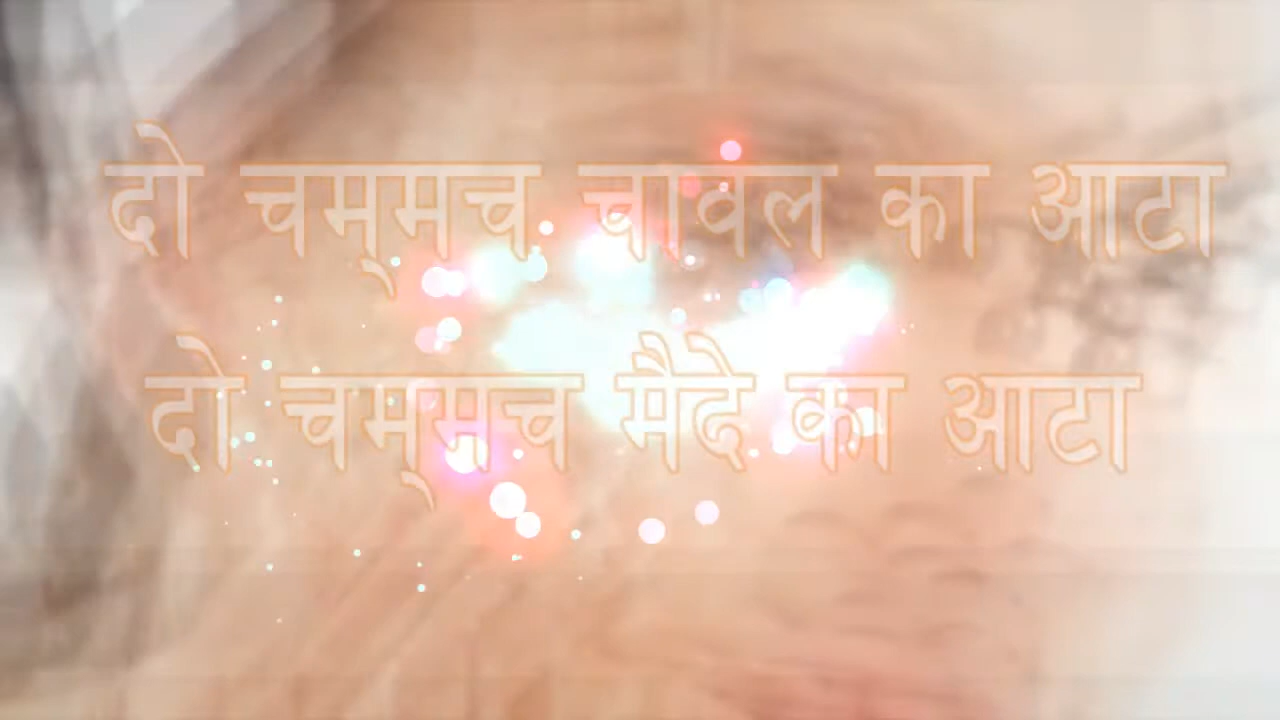 दो चम्मच चावल का आटा
दो चम्मच मैदे का आटा